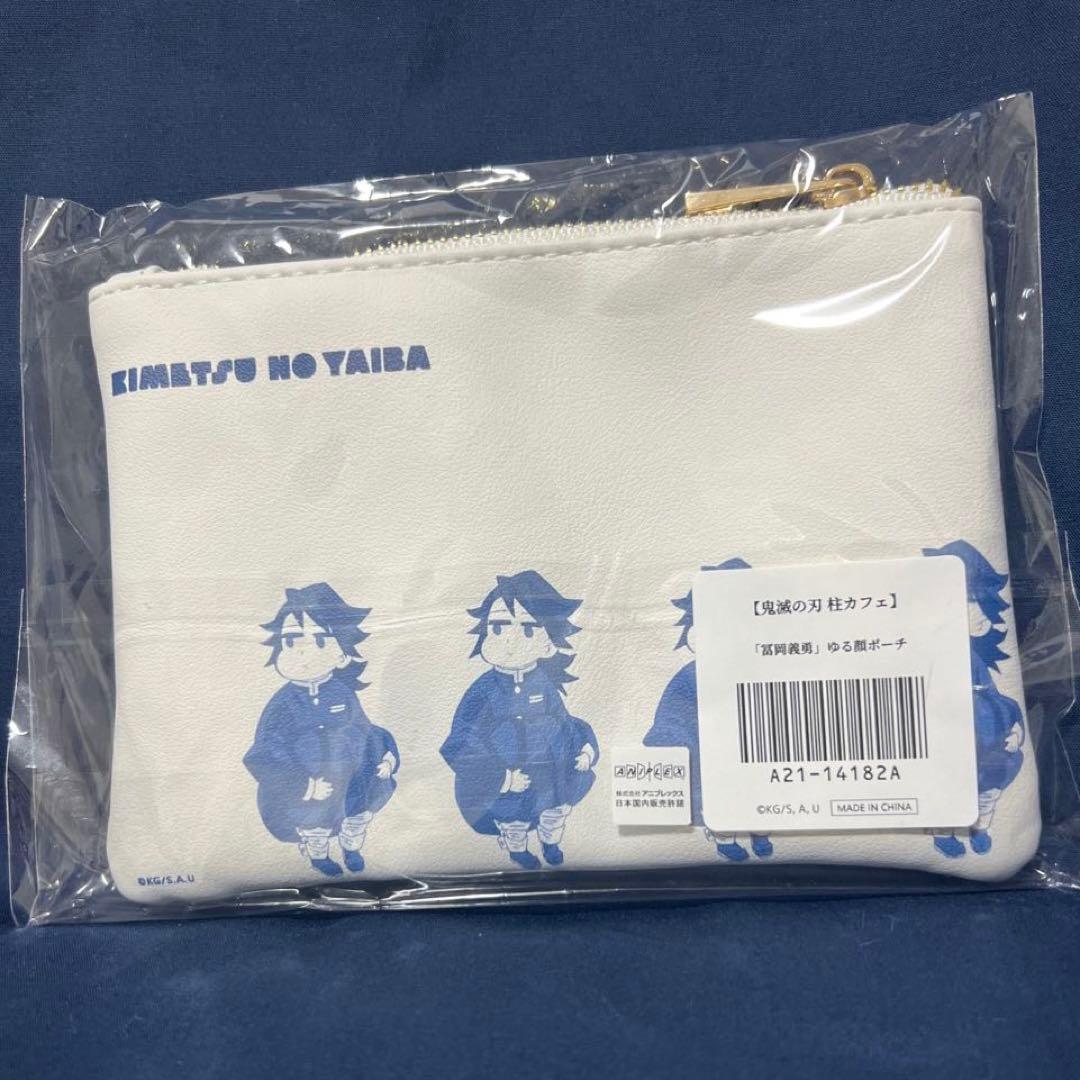 KIMETSU NO YAIBA
【鬼滅の刃 柱カフェ】
「冨岡義勇」ゆる顔ポーチ
A21-14182A
©KG/S, A, U MADE IN CHINA
ANIPLEX
株式会社アニプレックス
日本国内販売許諾
©KG/S.A.U